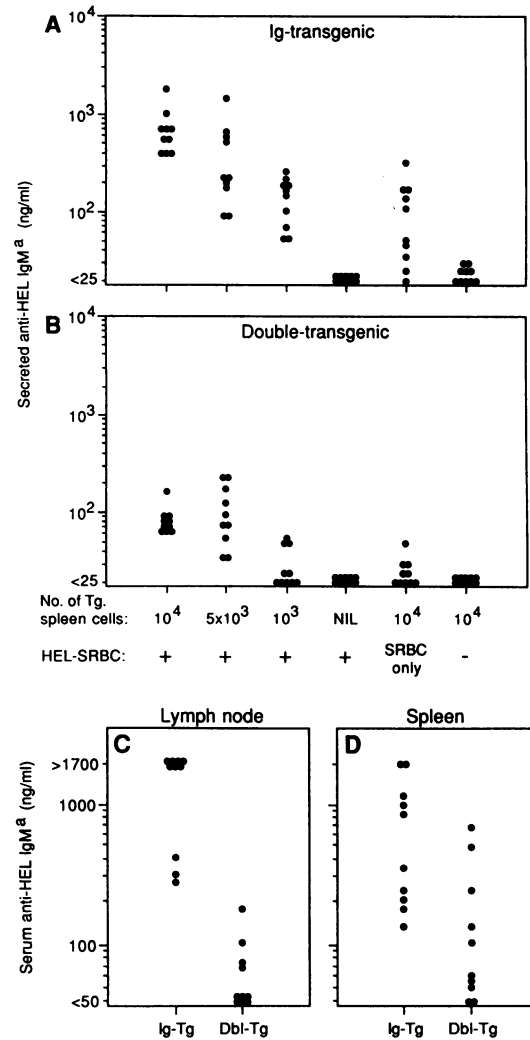 A
Ig-transgenic
10⁴
10³
10²
<25
Secreted anti-HEL IgMᵃ (ng/ml)
B
Double-transgenic
10⁴
10³
10²
<25
No. of Tg. spleen cells: 10⁴ 5x10³ 10³ NIL 10⁴ 10⁴
HEL-SRBC: + + + + SRBC only -
Lymph node
Spleen
C
D
>1700
1000
100
<50
Serum anti-HEL IgMᵃ (ng/ml)
Ig-Tg Dbl-Tg Ig-Tg Dbl-Tg